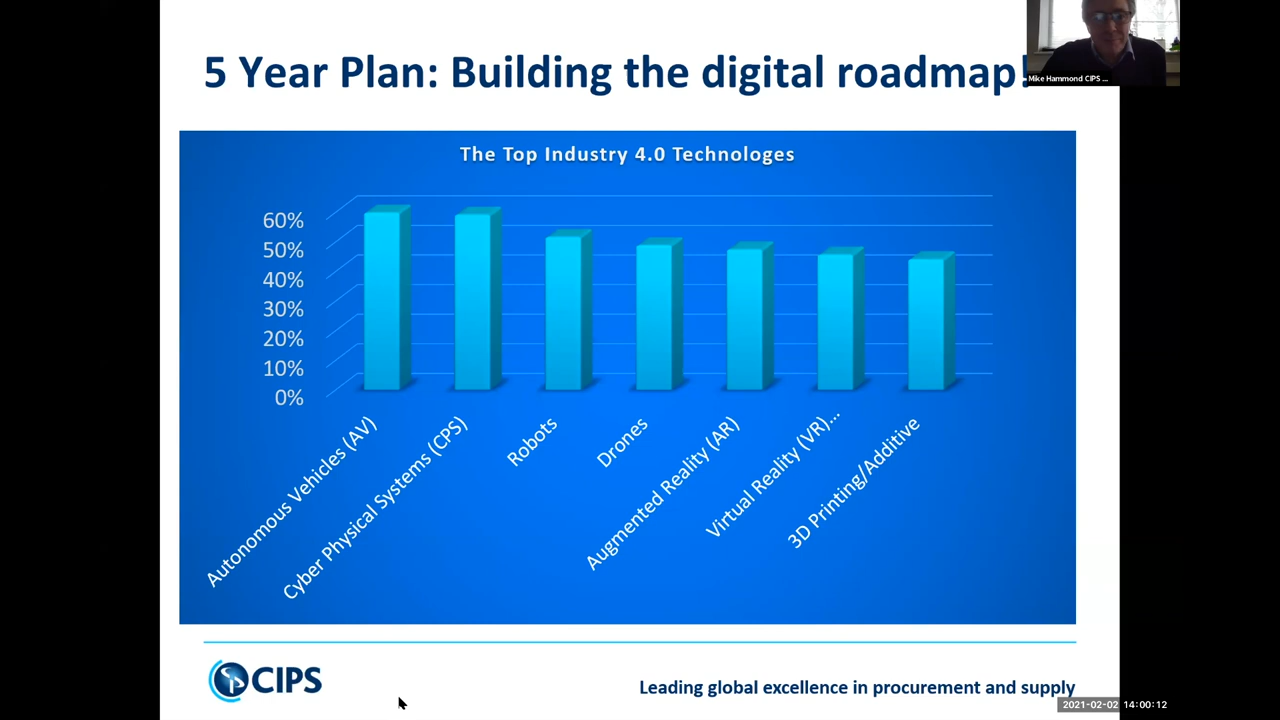 5 Year Plan: Building the digital roadmap!
Mike Hammond CIPS ...
The Top Industry 4.0 Technologes
60%
50%
40%
30%
20%
10%
0%
Autonomous Vehicles (AV)
Cyber Physical Systems (CPS)
Robots
Drones
Augmented Reality (AR)
Virtual Reality (VR)...
3D Printing/Additive
CIPS
Leading global excellence in procurement and supply
2021-02-02 14:00:12